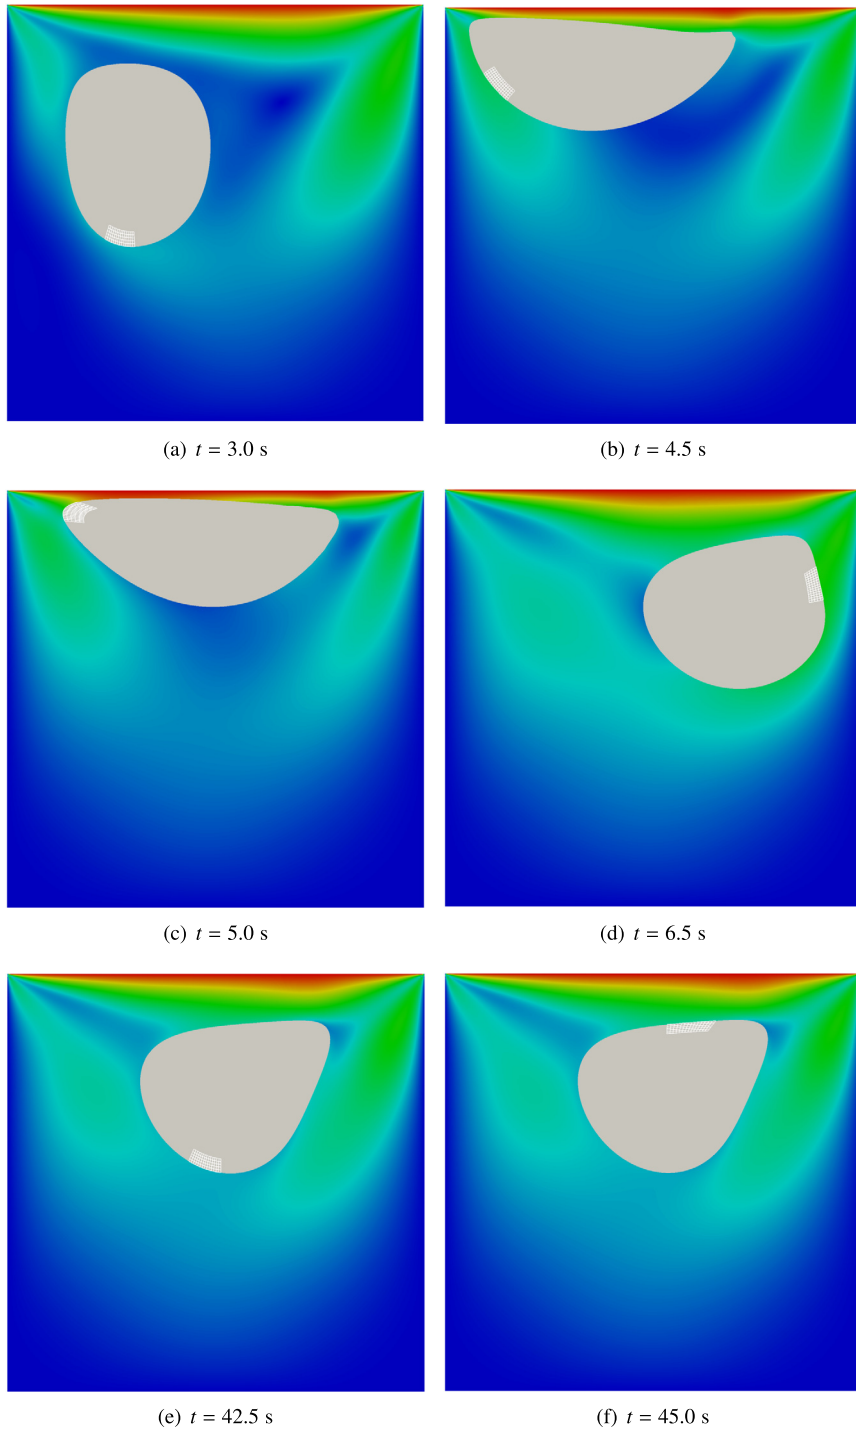 (a) t = 3.0 s
(b) t = 4.5 s
(c) t = 5.0 s
(d) t = 6.5 s
(e) t = 42.5 s
(f) t = 45.0 s